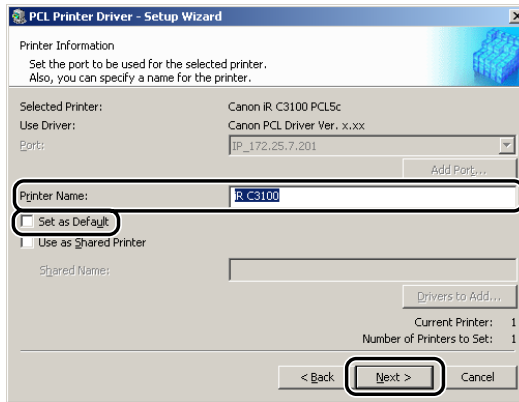 PCL Printer Driver - Setup Wizard
Printer Information
Set the port to be used for the selected printer.
Also, you can specify a name for the printer.
Selected Printer: Canon iR C3100 PCL5c
Use Driver: Canon PCL Driver Ver. x.xx
Port: IP_172.25.7.201
Add Port...
Printer Name: iR C3100
Set as Default
Use as Shared Printer
Shared Name:
Drivers to Add...
Current Printer: 1
Number of Printers to Set: 1
< Back Next > Cancel